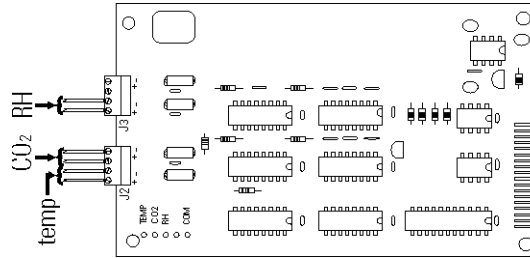 RH
CO₂
temp
J3
J2
+ -
+ -
+ -
+ -
TEMP
CO2
RH
COM